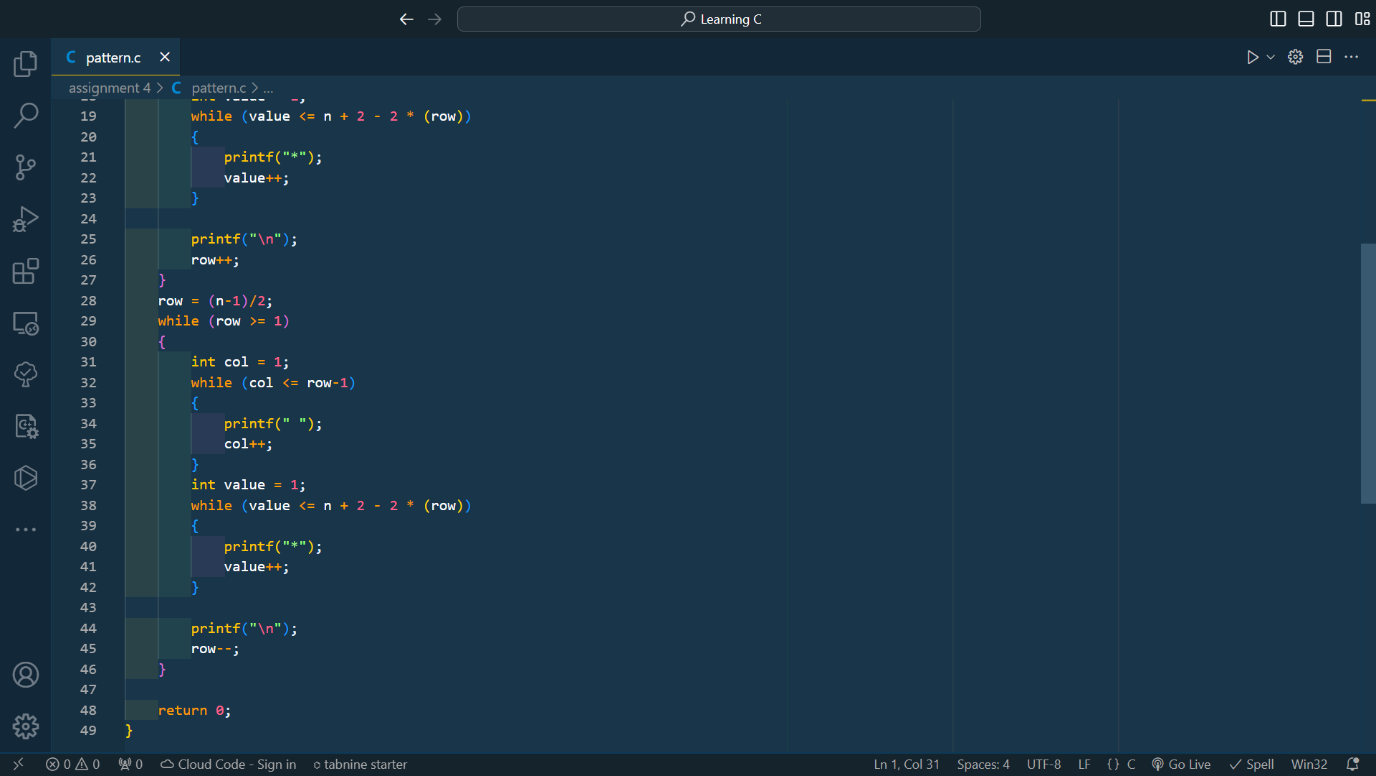 Learning C
C pattern.c ×
assignment 4 > C pattern.c > ...
19 while (value <= n + 2 - 2 * (row))
20 {
21 printf("*");
22 value++;
23 }
24
25 printf("\n");
26 row++;
27 }
28 row = (n-1)/2;
29 while (row >= 1)
30 {
31 int col = 1;
32 while (col <= row-1)
33 {
34 printf(" ");
35 col++;
36 }
37 int value = 1;
38 while (value <= n + 2 - 2 * (row))
39 {
40 printf("*");
41 value++;
42 }
43
44 printf("\n");
45 row--;
46 }
47
48 return 0;
49 }
0 0 0 Cloud Code - Sign in tabnine starter Ln 1, Col 31 Spaces: 4 UTF-8 LF {} C Go Live Spell Win32